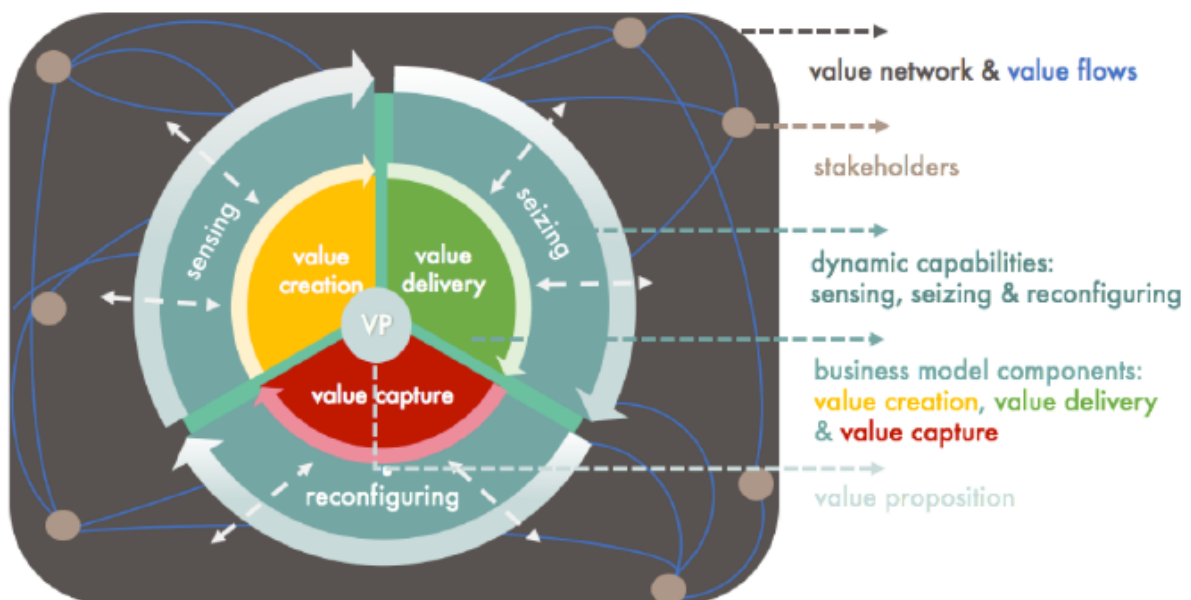 value network & value flows
stakeholders
sensing
seizing
value
creation
value
delivery
dynamic capabilities:
sensing, seizing & reconfiguring
VP
business model components:
value creation, value delivery
& value capture
value capture
reconfiguring
value proposition